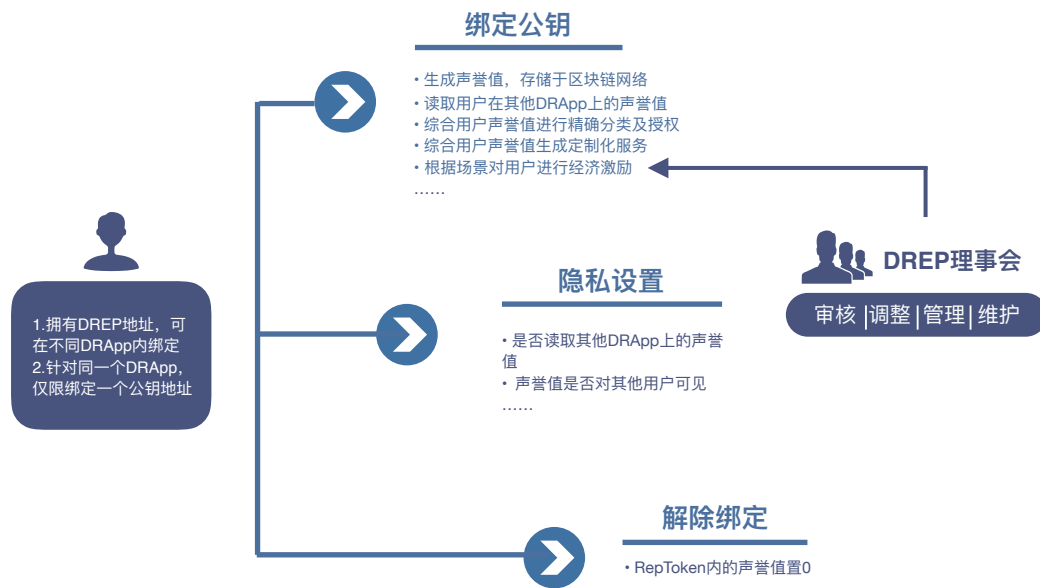 绑定公钥
• 生成声誉值，存储于区块链网络
• 读取用户在其他DRApp上的声誉值
• 综合用户声誉值进行精确分类及授权
• 综合用户声誉值生成定制化服务
• 根据场景对用户进行经济激励
……
1.拥有DREP地址，可
在不同DRApp内绑定
2.针对同一个DRApp，
仅限绑定一个公钥地址
隐私设置
• 是否读取其他DRApp上的声誉
值
• 声誉值是否对其他用户可见
……
DREP理事会
审核 |调整|管理|维护
解除绑定
• RepToken内的声誉值置0